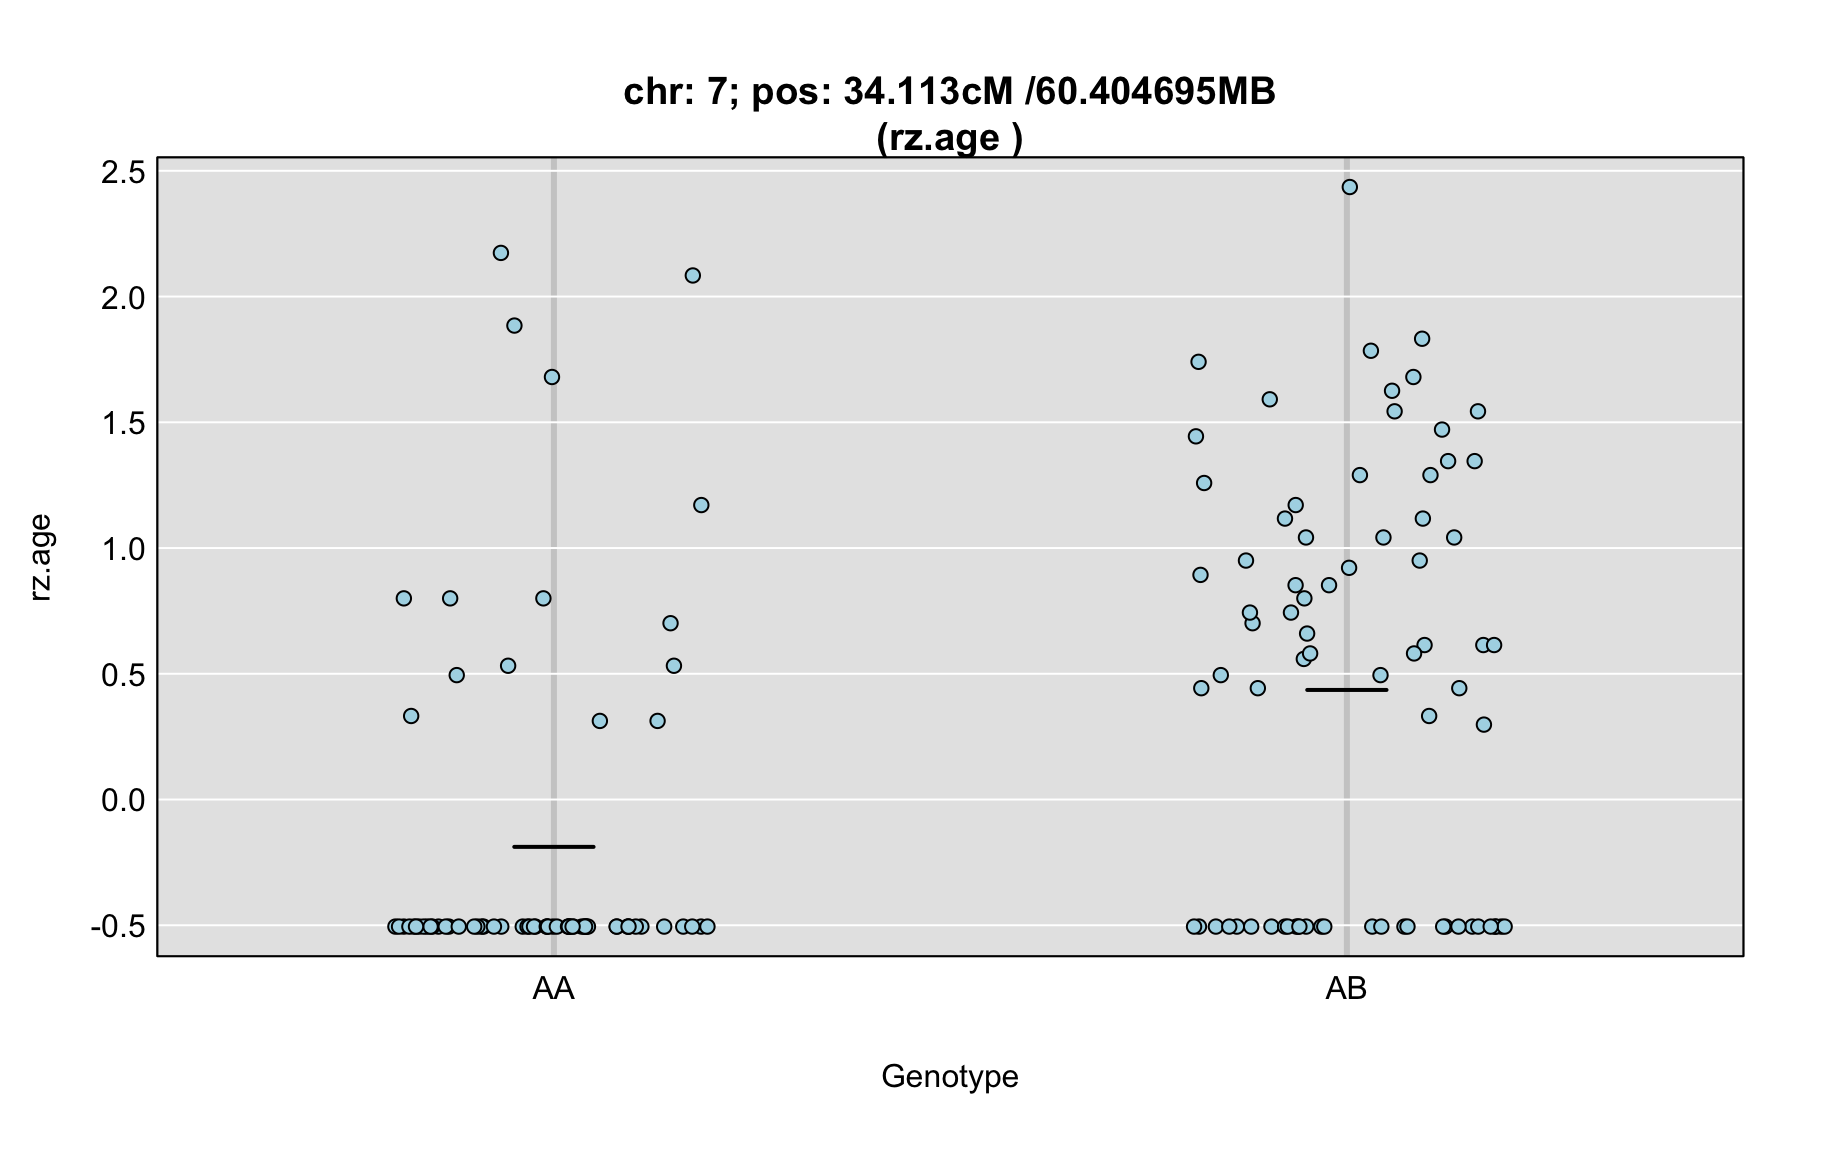 chr: 7; pos: 34.113cM /60.404695MB
(rz.age )
2.5
2.0
1.5
1.0
0.5
0.0
-0.5
rz.age
AA
AB
Genotype